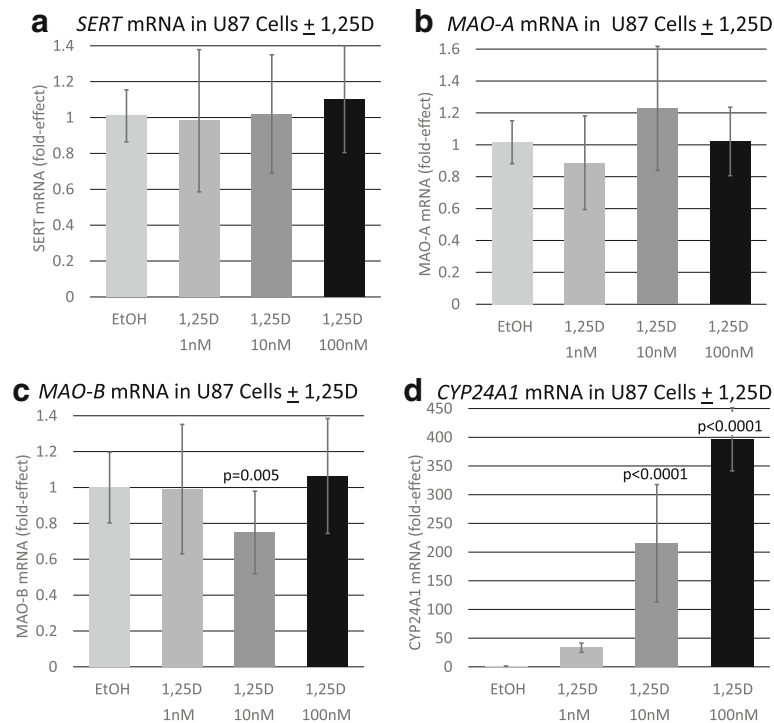 a SERT mRNA in U87 Cells + 1,25D
1.4
1.2
1
0.8
0.6
0.4
0.2
0
SERT mRNA (fold-effect)
EtOH 1,25D 1,25D 1,25D
1nM 10nM 100nM
b MAO-A mRNA in U87 Cells + 1,25D
1.6
1.4
1.2
1
0.8
0.6
0.4
0.2
0
MAO-A mRNA (fold-effect)
EtOH 1,25D 1,25D 1,25D
1nM 10nM 100nM
c MAO-B mRNA in U87 Cells + 1,25D
1.4
1.2
1
0.8
0.6
0.4
0.2
0
MAO-B mRNA (fold-effect)
p=0.005
EtOH 1,25D 1,25D 1,25D
1nM 10nM 100nM
d CYP24A1 mRNA in U87 Cells + 1,25D
450
400
350
300
250
200
150
100
50
0
CYP24A1 mRNA (fold-effect)
p<0.0001
p<0.0001
EtOH 1,25D 1,25D 1,25D
1nM 10nM 100nM